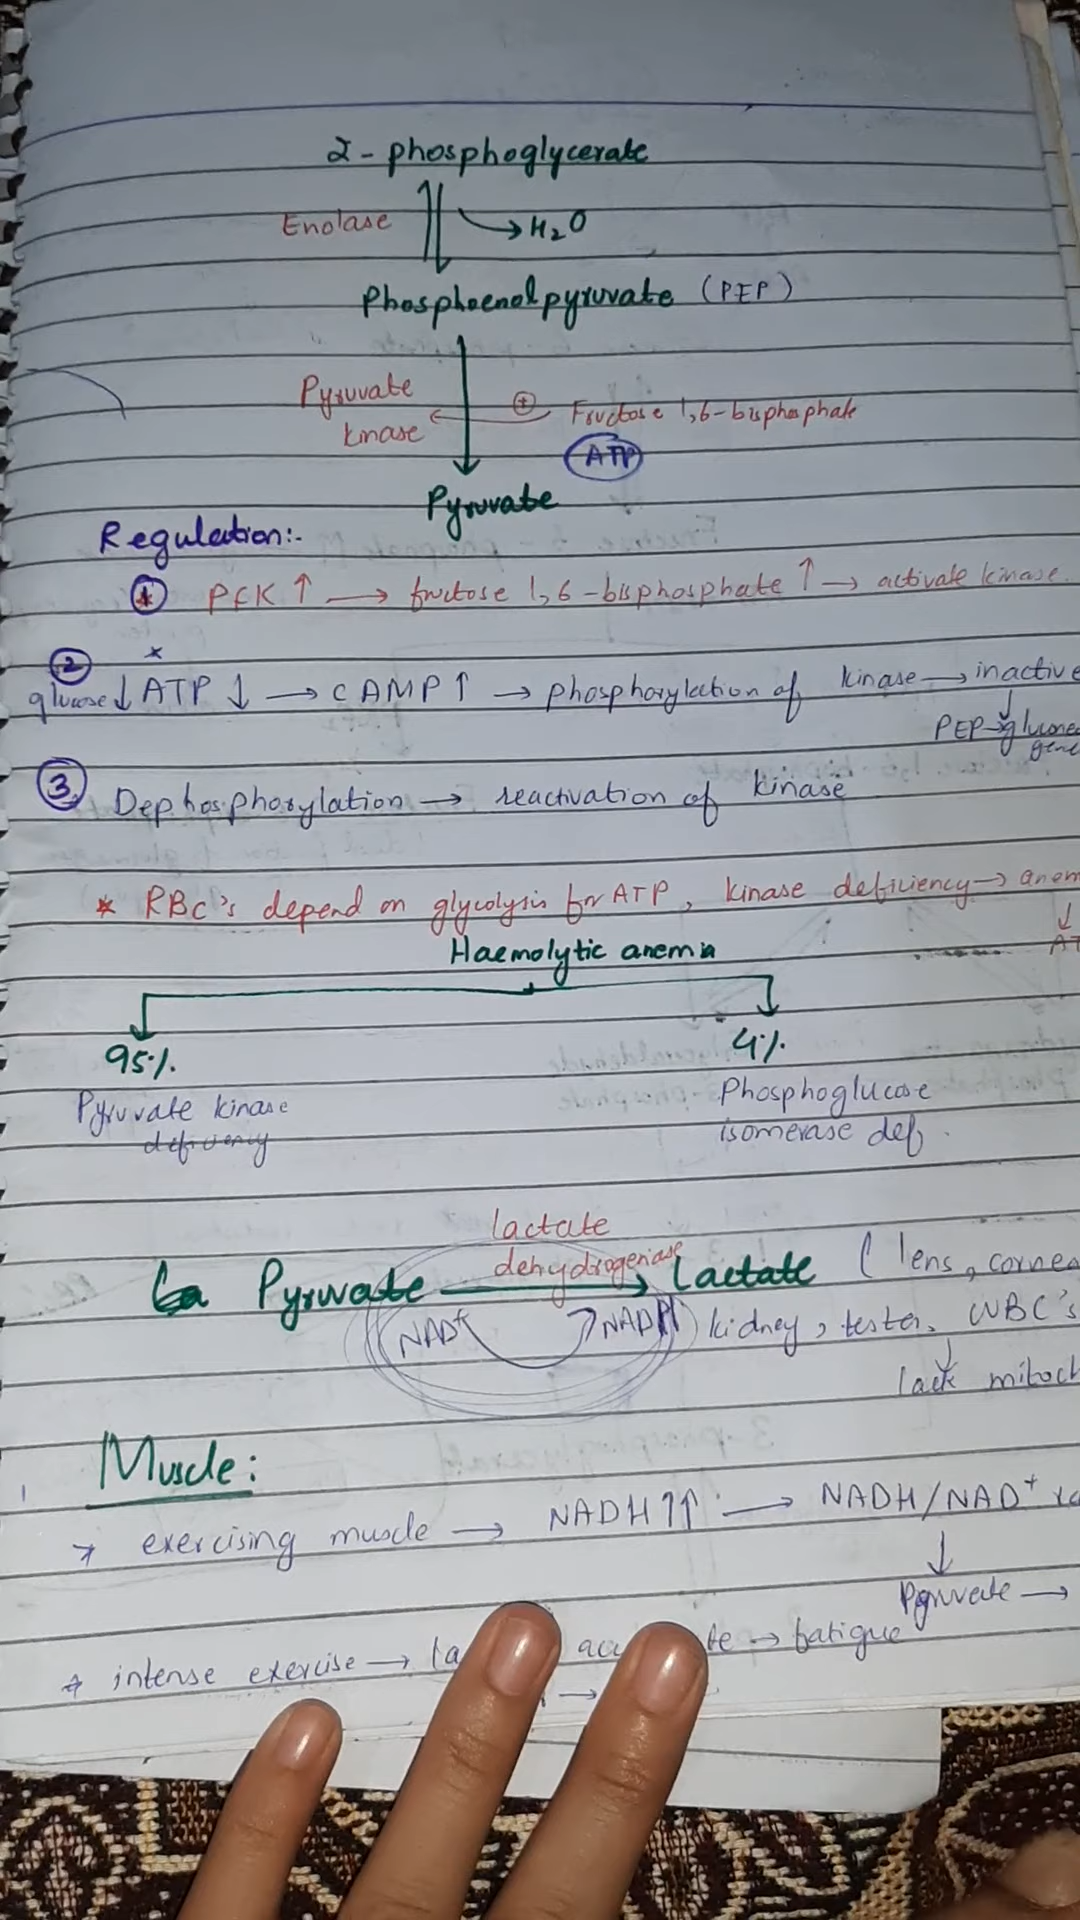 2-phosphoglycerate
Enolase → H₂O
Phosphoenolpyruvate (PEP)
Pyruvate kinase ← ⊕ Fructose 1,6-bisphosphate
ATP
Pyruvate
Regulation:-
① PFK ↑ → fructose 1,6-bisphosphate ↑ → activate kinase.
② glucose ↓ ATP ↓ → cAMP ↑ → phosphorylation of kinase → inactive
PEP → glucone
gene
③ Dephosphorylation → reactivation of kinase
* RBC's depend on glycolysis for ATP, kinase deficiency → anem
↓
AT
Haemolytic anemia
95% 4%
Pyruvate kinase Phosphoglucose
deficiency isomerase def.
lactate
dehydrogenase
Pyruvate → Lactate (lens, cornea
NAD⁺ NADH kidney, testes, WBC's
↓
lack mitoch
Muscle:
exercising muscle → NADH ↑↑ → NADH/NAD⁺
↓
Pyruvate →
* intense exercise → → fatigue
→